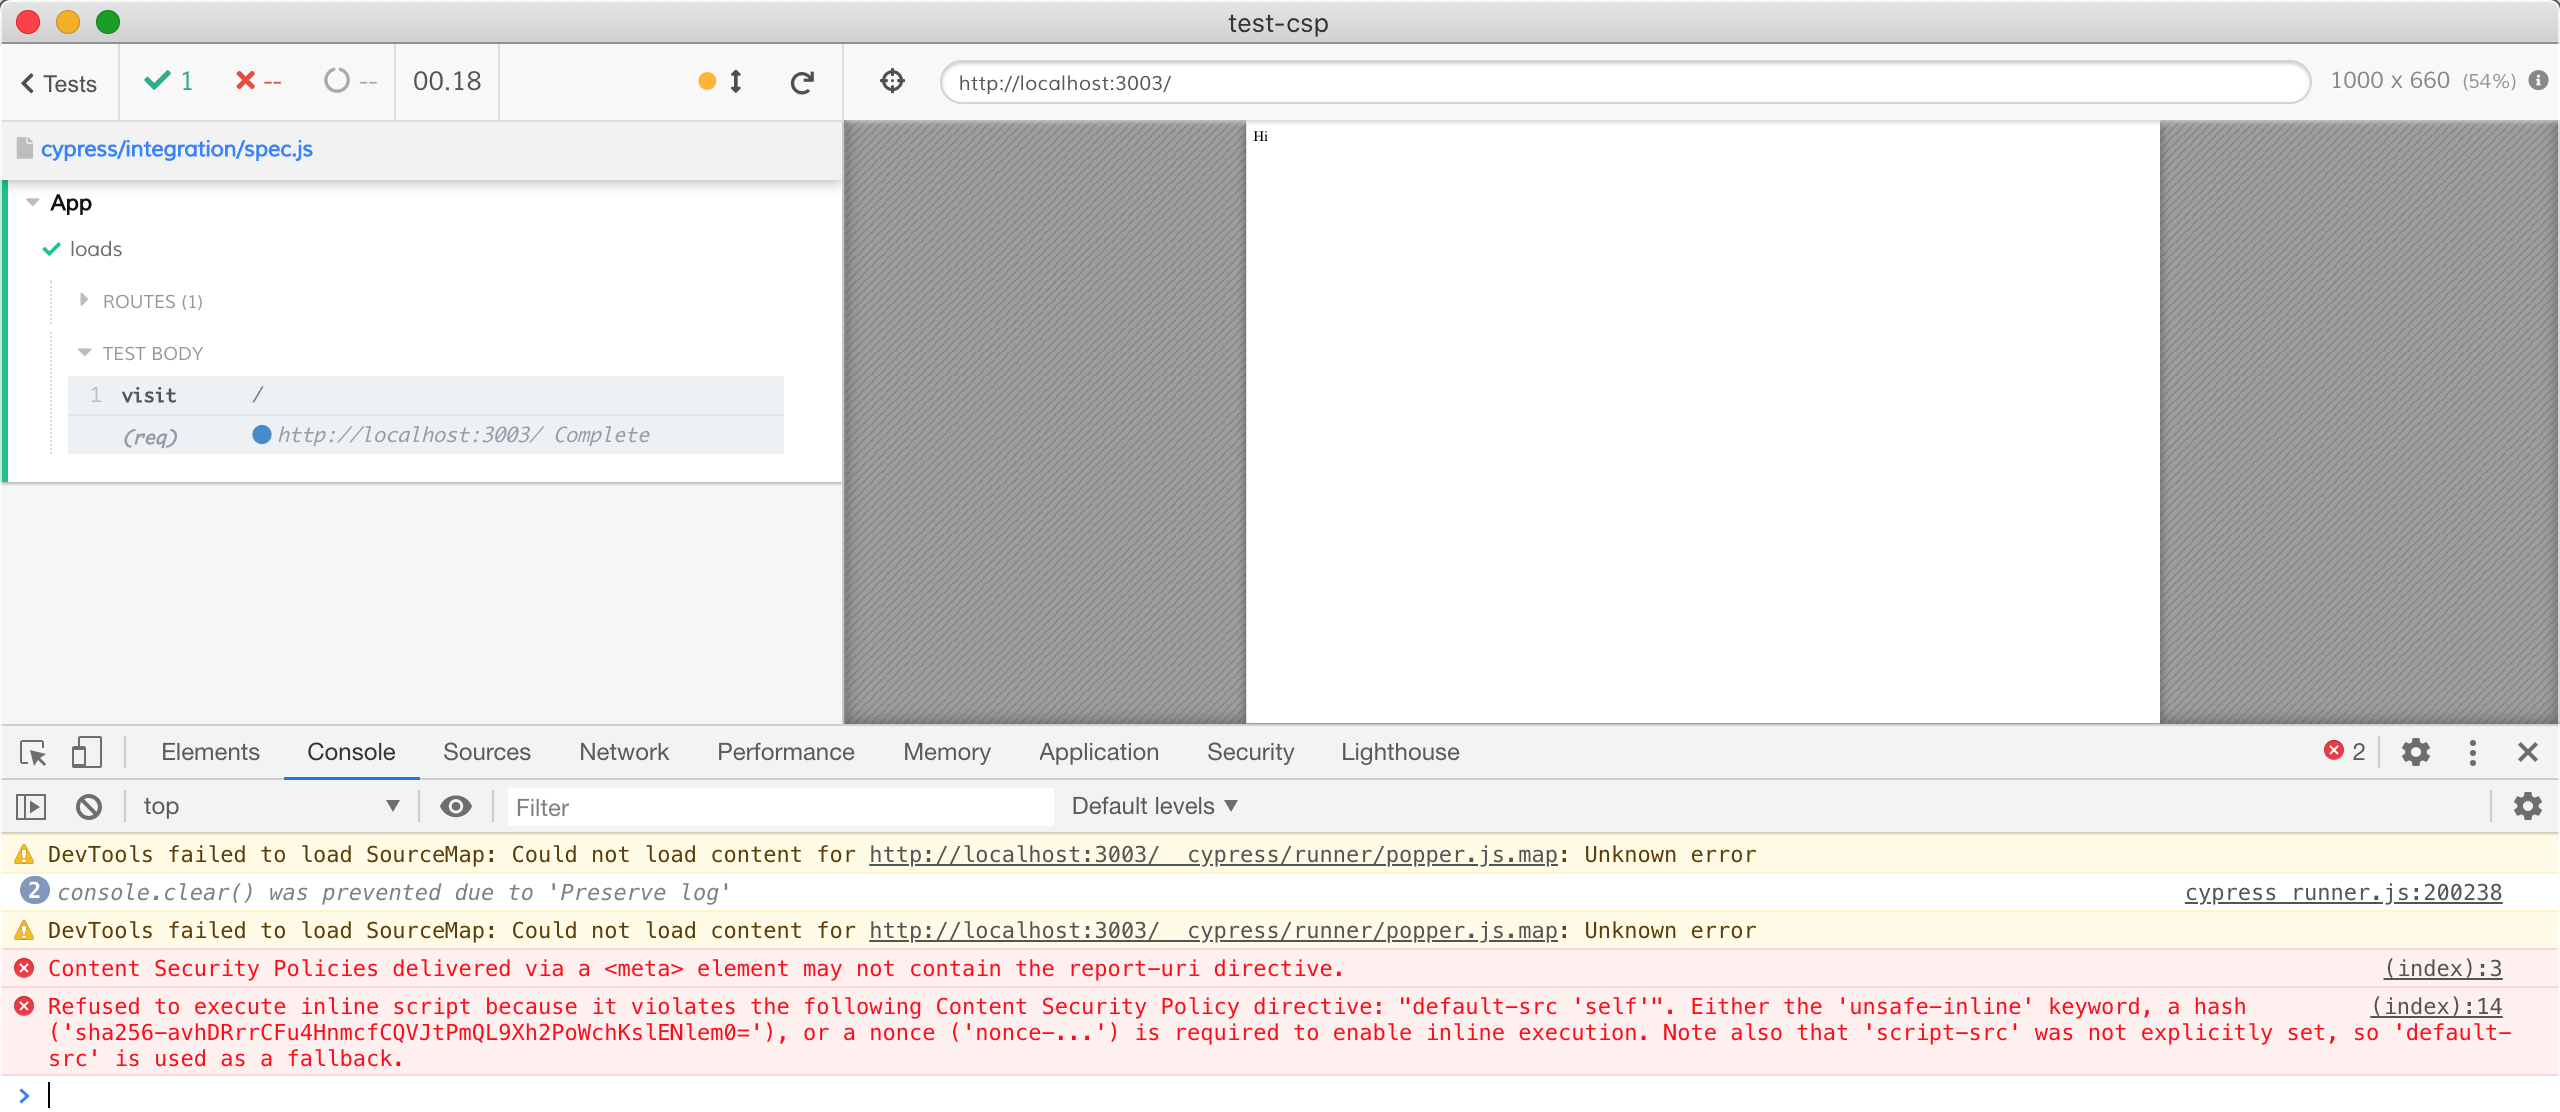 test-csp
Tests
1
--
--
00.18
http://localhost:3003/
1000 x 660 (54%)
cypress/integration/spec.js
Hi
App
loads
ROUTES (1)
TEST BODY
1 visit /
(req) http://localhost:3003/ Complete
Elements Console Sources Network Performance Memory Application Security Lighthouse 2
top Filter Default levels
DevTools failed to load SourceMap: Could not load content for http://localhost:3003/__cypress/runner/popper.js.map: Unknown error
2 console.clear() was prevented due to 'Preserve log' cypress_runner.js:200238
DevTools failed to load SourceMap: Could not load content for http://localhost:3003/__cypress/runner/popper.js.map: Unknown error
Content Security Policies delivered via a <meta> element may not contain the report-uri directive. (index):3
Refused to execute inline script because it violates the following Content Security Policy directive: "default-src 'self'". Either the 'unsafe-inline' keyword, a hash (index):14
('sha256-avhDRrrCFu4HnmcfCQVJtPmQL9Xh2PoWchKslENlem0='), or a nonce ('nonce-...') is required to enable inline execution. Note also that 'script-src' was not explicitly set, so 'default-
src' is used as a fallback.